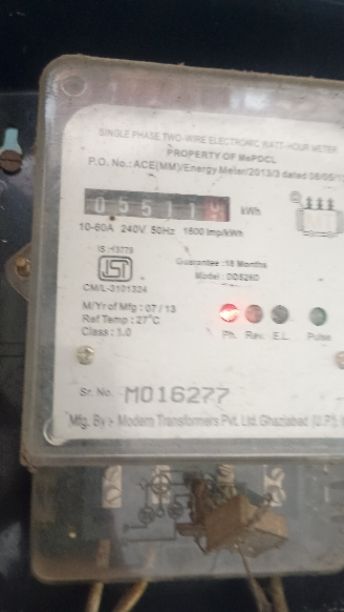 SINGLE PHASE TWO-WIRE ELECTRONIC WATT-HOUR METER
PROPERTY OF MePDCL
P.O. No.: ACE(MM)/Energy Meter/2013/3 dated
05511 kWh
10-60A 240V 50Hz 1600 Imp/kWh
IS :13779
ISI
Guarantee :18 Months
CM/L-3101324
M/Yr of Mfg : 07 / 13
Ref Temp : 27°C
Class : 1.0
Ph. Rev. E.L. Pulse
Sr. No. M016277
Mfg. By :- Modern Transformers Pvt. Ltd. Ghaziabad (U.P.)